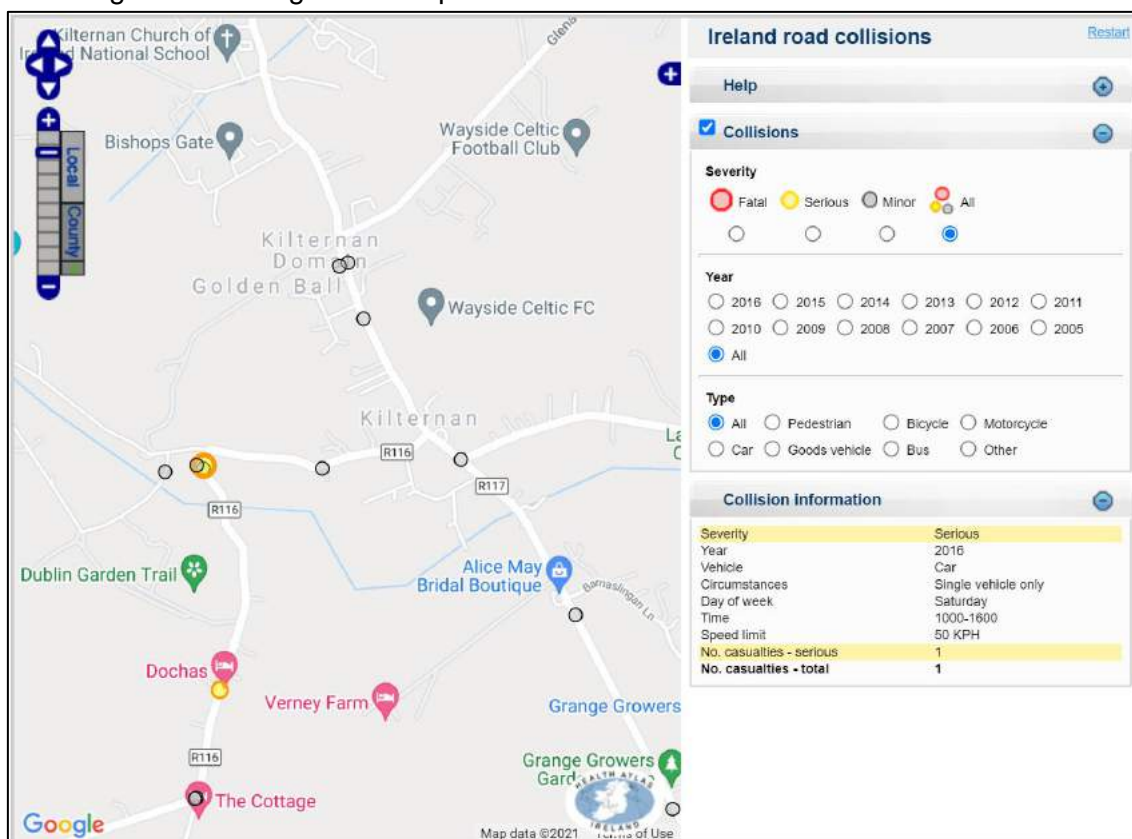 Kilternan Church of
Ireland National School
Glena
Bishops Gate
Wayside Celtic
Football Club
Local
County
Kilternan
Domain
Golden Ball
Wayside Celtic FC
Kilternan
R116
R117
R116
Dublin Garden Trail
Alice May
Bridal Boutique
Barnaslingan Ln
Dochas
Verney Farm
Grange Growers
R116
Grange Growers
The Cottage
HEALTH ATLAS
IRELAND
Google
Map data ©2021
Terms of Use
Ireland road collisions
Restart
Help
Collisions
Severity
Fatal Serious Minor All
Year
2016 2015 2014 2013 2012 2011
2010 2009 2008 2007 2006 2005
All
Type
All Pedestrian Bicycle Motorcycle
Car Goods vehicle Bus Other
Collision information
Severity Serious
Year 2016
Vehicle Car
Circumstances Single vehicle only
Day of week Saturday
Time 1000-1600
Speed limit 50 KPH
No. casualties - serious 1
No. casualties - total 1